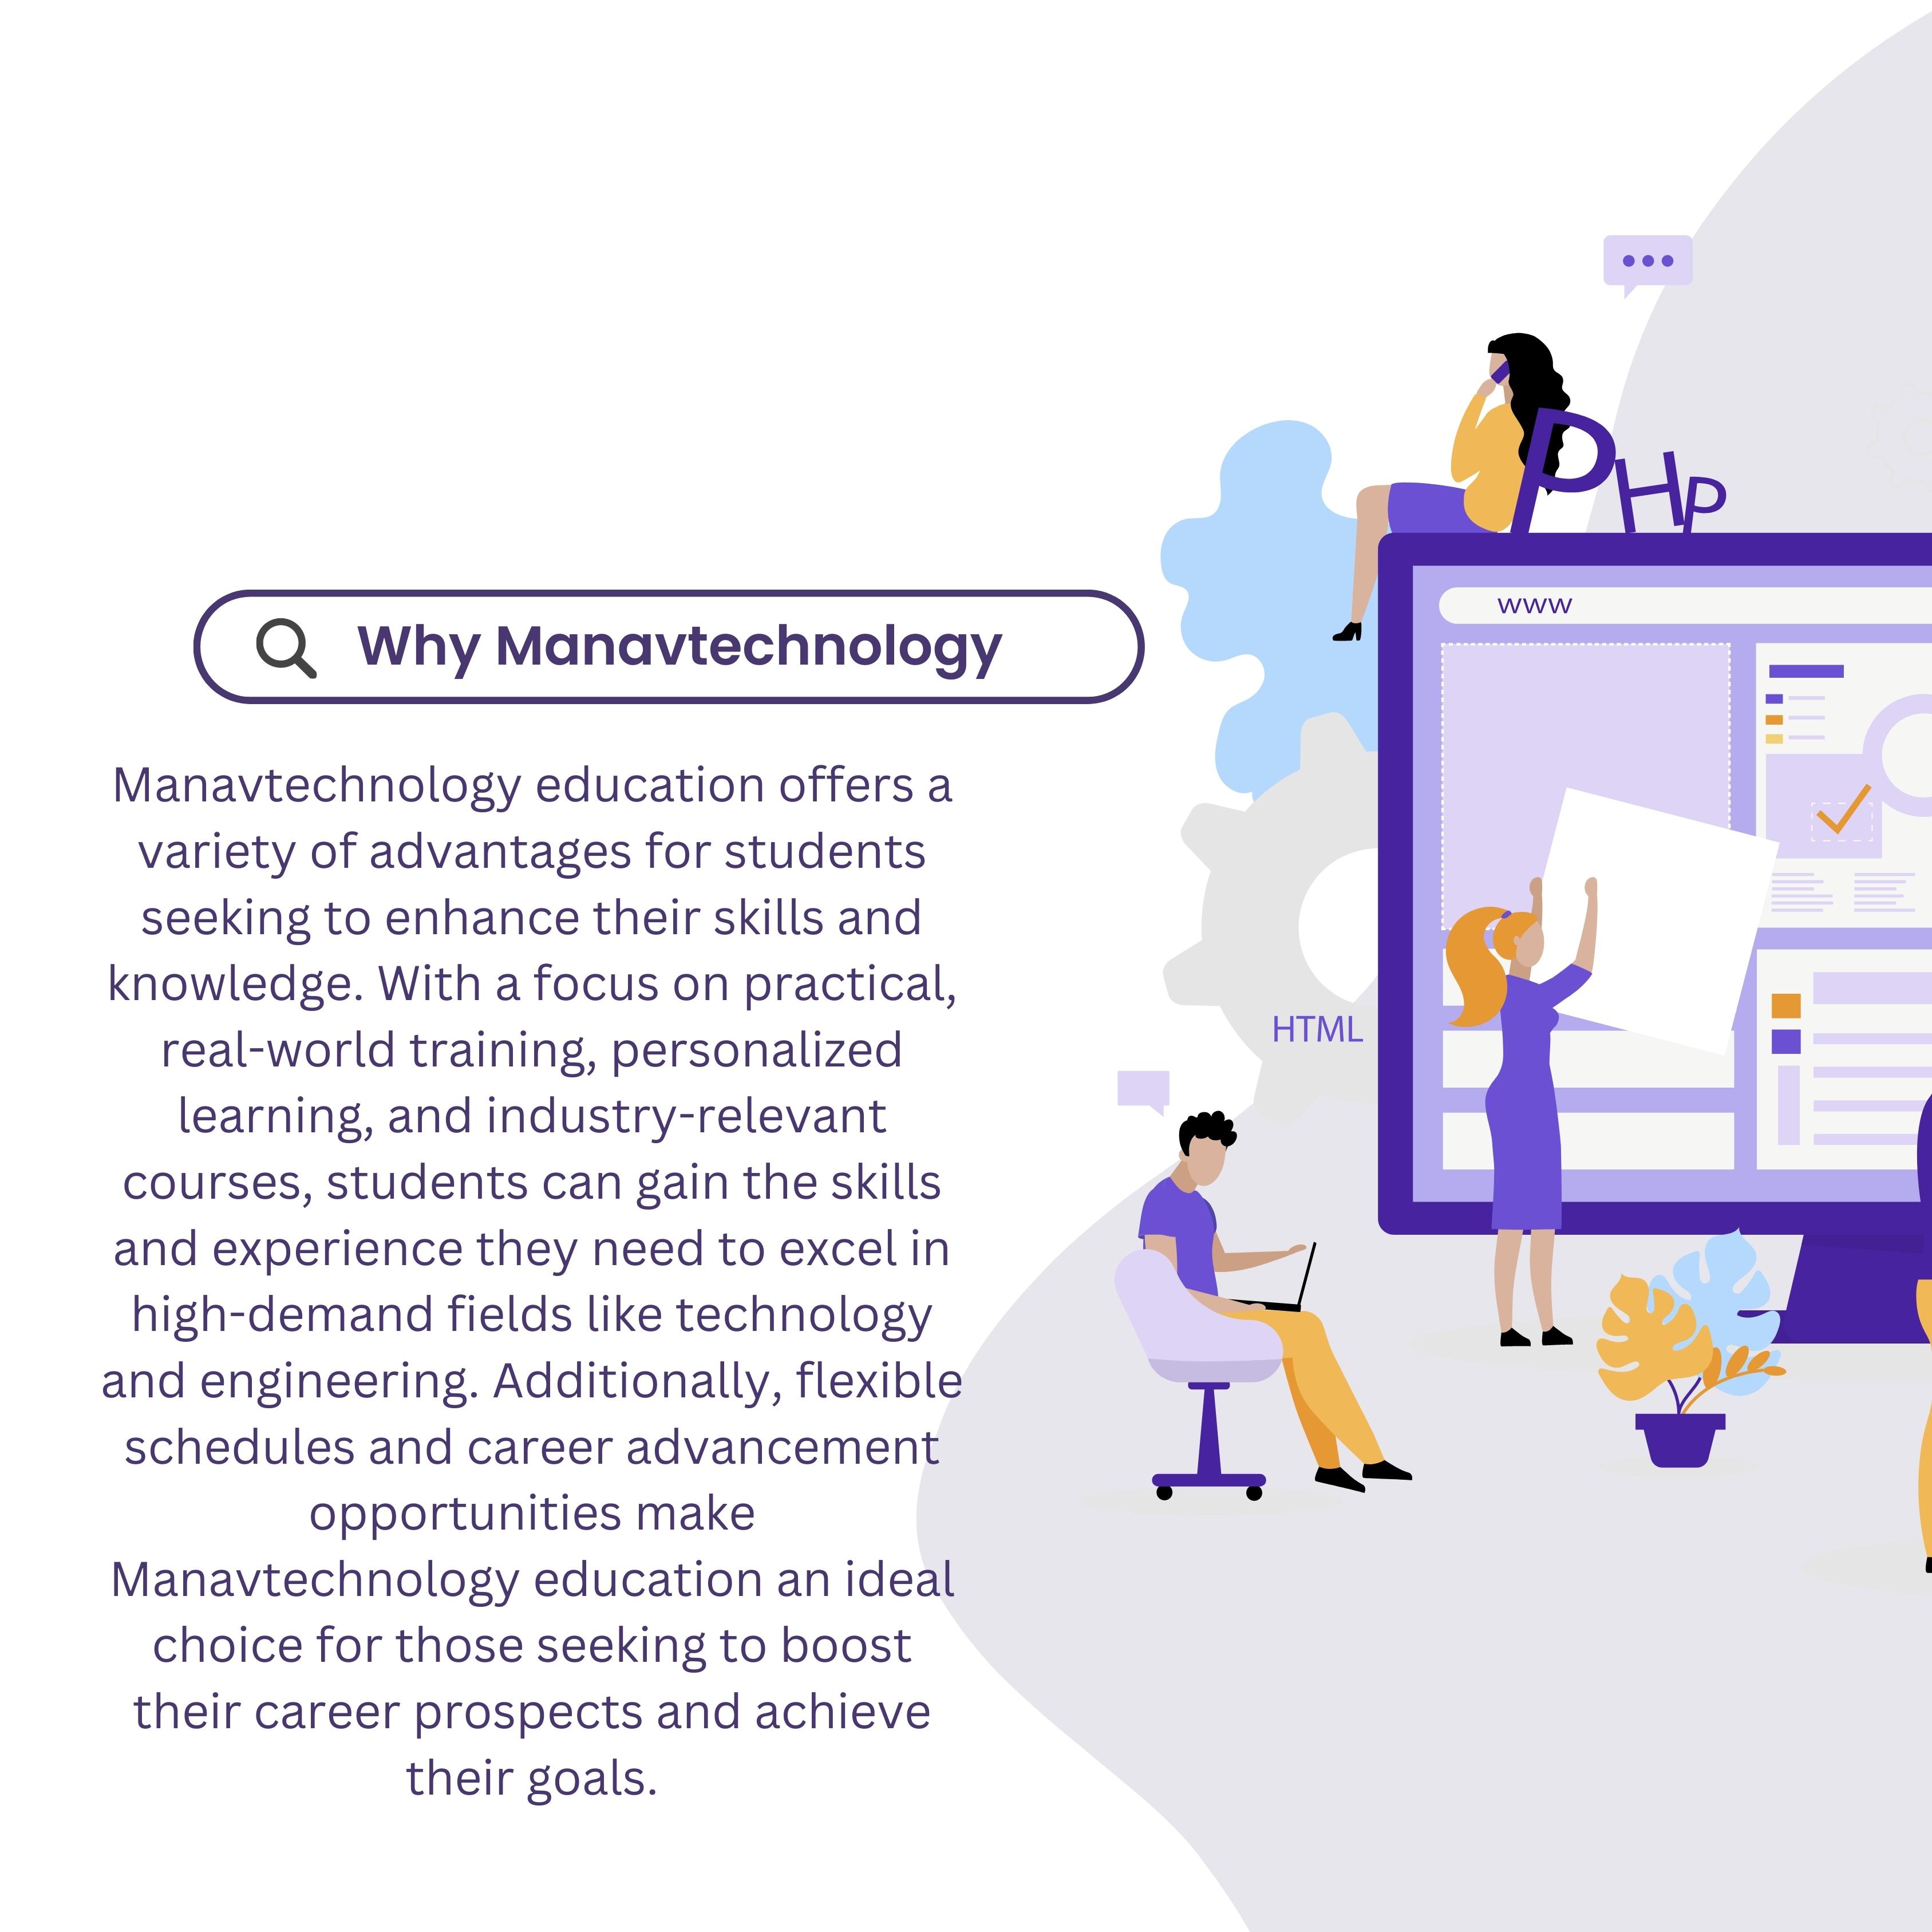 Why Manavtechnology
Manavtechnology education offers a
variety of advantages for students
seeking to enhance their skills and
knowledge. With a focus on practical,
real-world training, personalized
learning, and industry-relevant
courses, students can gain the skills
and experience they need to excel in
high-demand fields like technology
and engineering. Additionally, flexible
schedules and career advancement
opportunities make
Manavtechnology education an ideal
choice for those seeking to boost
their career prospects and achieve
their goals.
PHP
www
HTML